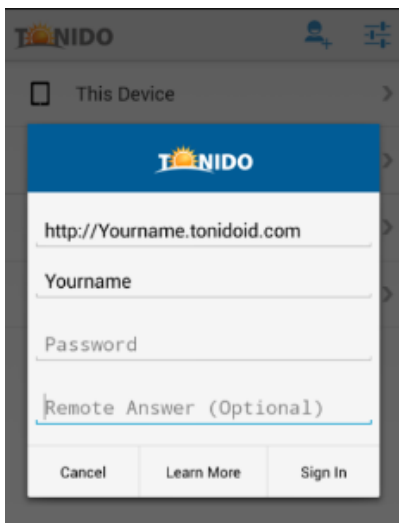 TONIDO
This Device
TONIDO
http://Yourname.tonidoid.com
Yourname
Password
Remote Answer (Optional)
Cancel Learn More Sign In